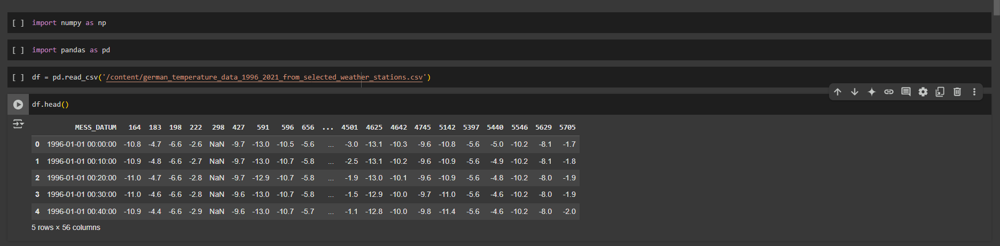 [ ] import numpy as np
[ ] import pandas as pd
[ ] df = pd.read_csv('/content/german_temperature_data_1996_2021_from_selected_weather_stations.csv')
df.head()
MESS_DATUM 164 183 198 222 298 427 591 596 656 ... 4501 4625 4642 4745 5142 5397 5440 5546 5629 5705
0 1996-01-01 00:00:00 -10.8 -4.7 -6.6 -2.6 NaN -9.7 -13.0 -10.5 -5.6 ... -3.0 -13.1 -10.3 -9.6 -10.8 -5.6 -5.0 -10.2 -8.1 -1.7
1 1996-01-01 00:10:00 -10.9 -4.8 -6.6 -2.7 NaN -9.7 -13.0 -10.7 -5.8 ... -2.5 -13.1 -10.2 -9.6 -10.9 -5.6 -4.9 -10.2 -8.1 -1.8
2 1996-01-01 00:20:00 -11.0 -4.7 -6.6 -2.8 NaN -9.7 -12.9 -10.7 -5.8 ... -1.9 -13.0 -10.1 -9.6 -10.9 -5.6 -4.8 -10.2 -8.0 -1.9
3 1996-01-01 00:30:00 -11.0 -4.6 -6.6 -2.8 NaN -9.6 -13.0 -10.7 -5.8 ... -1.5 -12.9 -10.0 -9.7 -11.0 -5.6 -4.6 -10.2 -8.0 -1.9
4 1996-01-01 00:40:00 -10.9 -4.4 -6.6 -2.9 NaN -9.6 -13.0 -10.7 -5.7 ... -1.1 -12.8 -10.0 -9.8 -11.4 -5.6 -4.6 -10.2 -8.0 -2.0
5 rows × 56 columns